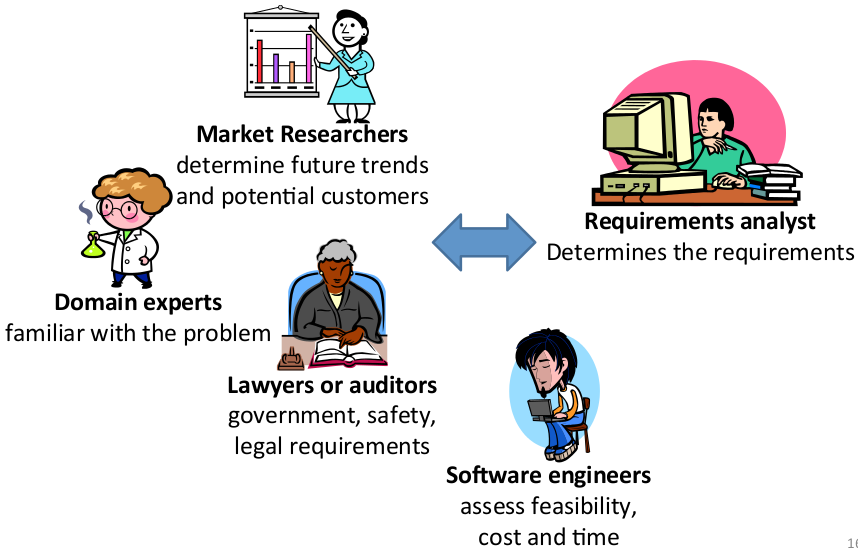 Market Researchers
determine future trends
and potential customers
Requirements analyst
Determines the requirements
Domain experts
familiar with the problem
Lawyers or auditors
government, safety,
legal requirements
Software engineers
assess feasibility,
cost and time
16